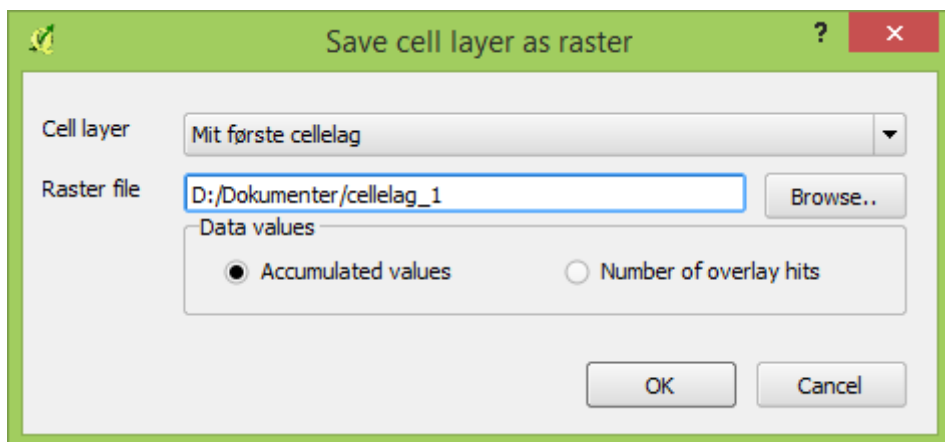 Save cell layer as raster
?
×
Cell layer
Mit første cellelag
Raster file
D:/Dokumenter/cellelag_1
Browse..
Data values
Accumulated values
Number of overlay hits
OK
Cancel